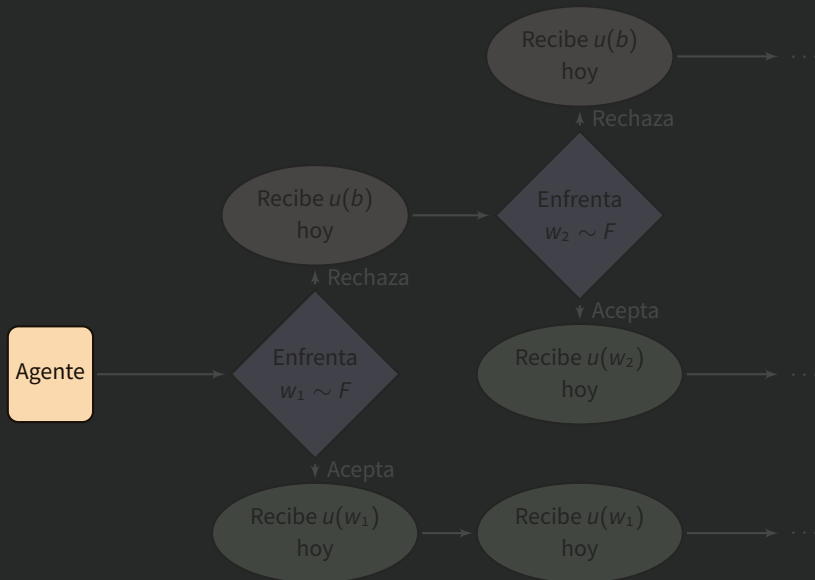 Recibe u(b)
hoy
. .
Rechaza
Recibe u(b)
hoy
Enfrenta
w₂ ∼ F
Rechaza
Acepta
Agente
Enfrenta
w₁ ∼ F
Recibe u(w₂)
hoy
. .
Acepta
Recibe u(w₁)
hoy
Recibe u(w₁)
hoy
. .